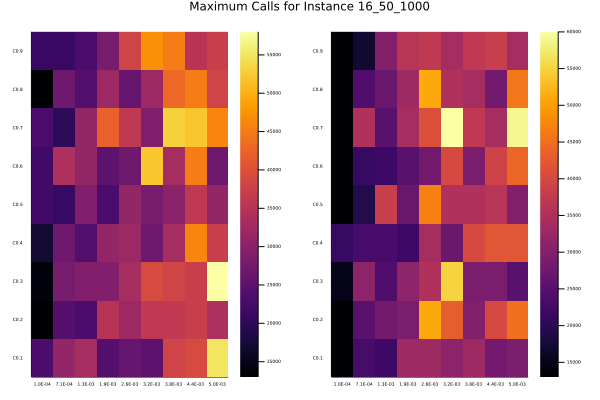 Maximum Calls for Instance 16_50_1000
C0.9
C0.8
C0.7
C0.6
C0.5
C0.4
C0.3
C0.2
C0.1
1.0E-04 7.1E-04 1.3E-03 1.9E-03 2.6E-03 3.2E-03 3.8E-03 4.4E-03 5.0E-03
55000
50000
45000
40000
35000
30000
25000
20000
15000
C0.9
C0.8
C0.7
C0.6
C0.5
C0.4
C0.3
C0.2
C0.1
1.0E-04 7.1E-04 1.3E-03 1.9E-03 2.6E-03 3.2E-03 3.8E-03 4.4E-03 5.0E-03
60000
55000
50000
45000
40000
35000
30000
25000
20000
15000